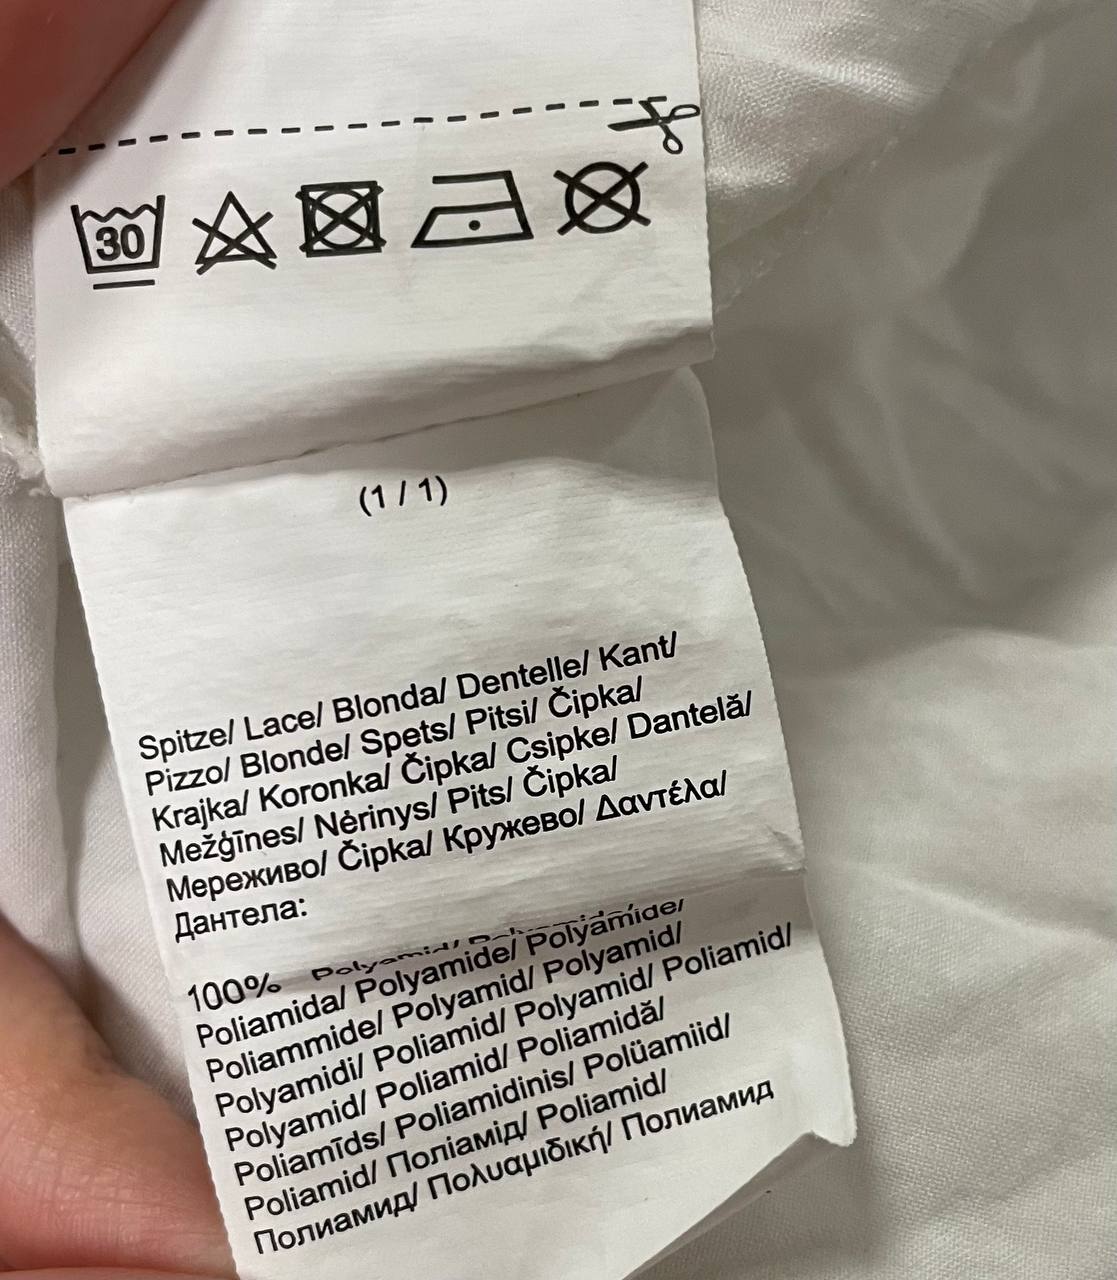 30
(1 / 1)
Spitze/ Lace/ Blonda/ Dentelle/ Kant/
Pizzo/ Blonde/ Spets/ Pitsi/ Čipka/
Krajka/ Koronka/ Čipka/ Csipke/ Dantelă/
Mežģīnes/ Nėrinys/ Pits/ Čipka/
Мереживо/ Čipka/ Кружево/ Δαντέλα/
Дантела:
100% Polyamid/ Polyamide/
Poliamida/ Polyamide/ Polyamid/
Poliammide/ Polyamid/ Polyamid/
Polyamidi/ Poliamid/ Polyamid/ Poliamid/
Polyamid/ Poliamid/ Poliamidă/
Poliamīds/ Poliamidinis/ Polüamiid/
Poliamid/ Поліамід/ Poliamid/
Полиамид/ Πολυαμιδική/ Полиамид